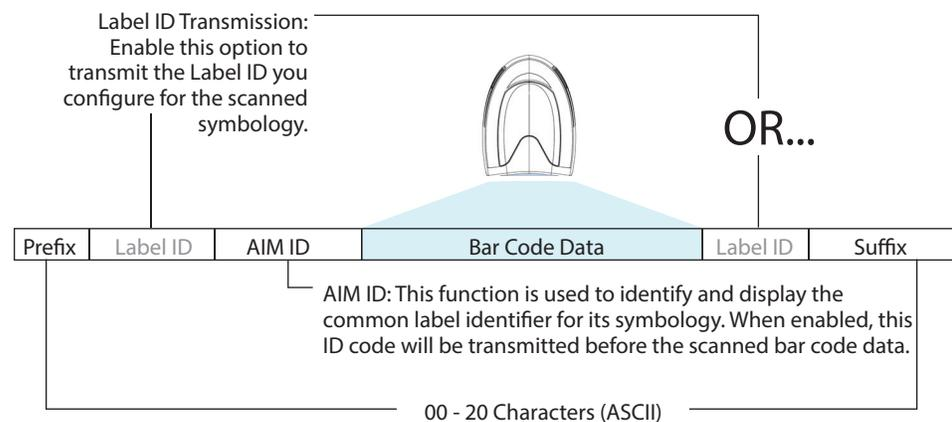 Label ID Transmission:
Enable this option to
transmit the Label ID you
configure for the scanned
symbology.
OR...
Prefix Label ID AIM ID Bar Code Data Label ID Suffix
AIM ID: This function is used to identify and display the
common label identifier for its symbology. When enabled, this
ID code will be transmitted before the scanned bar code data.
00 - 20 Characters (ASCII)